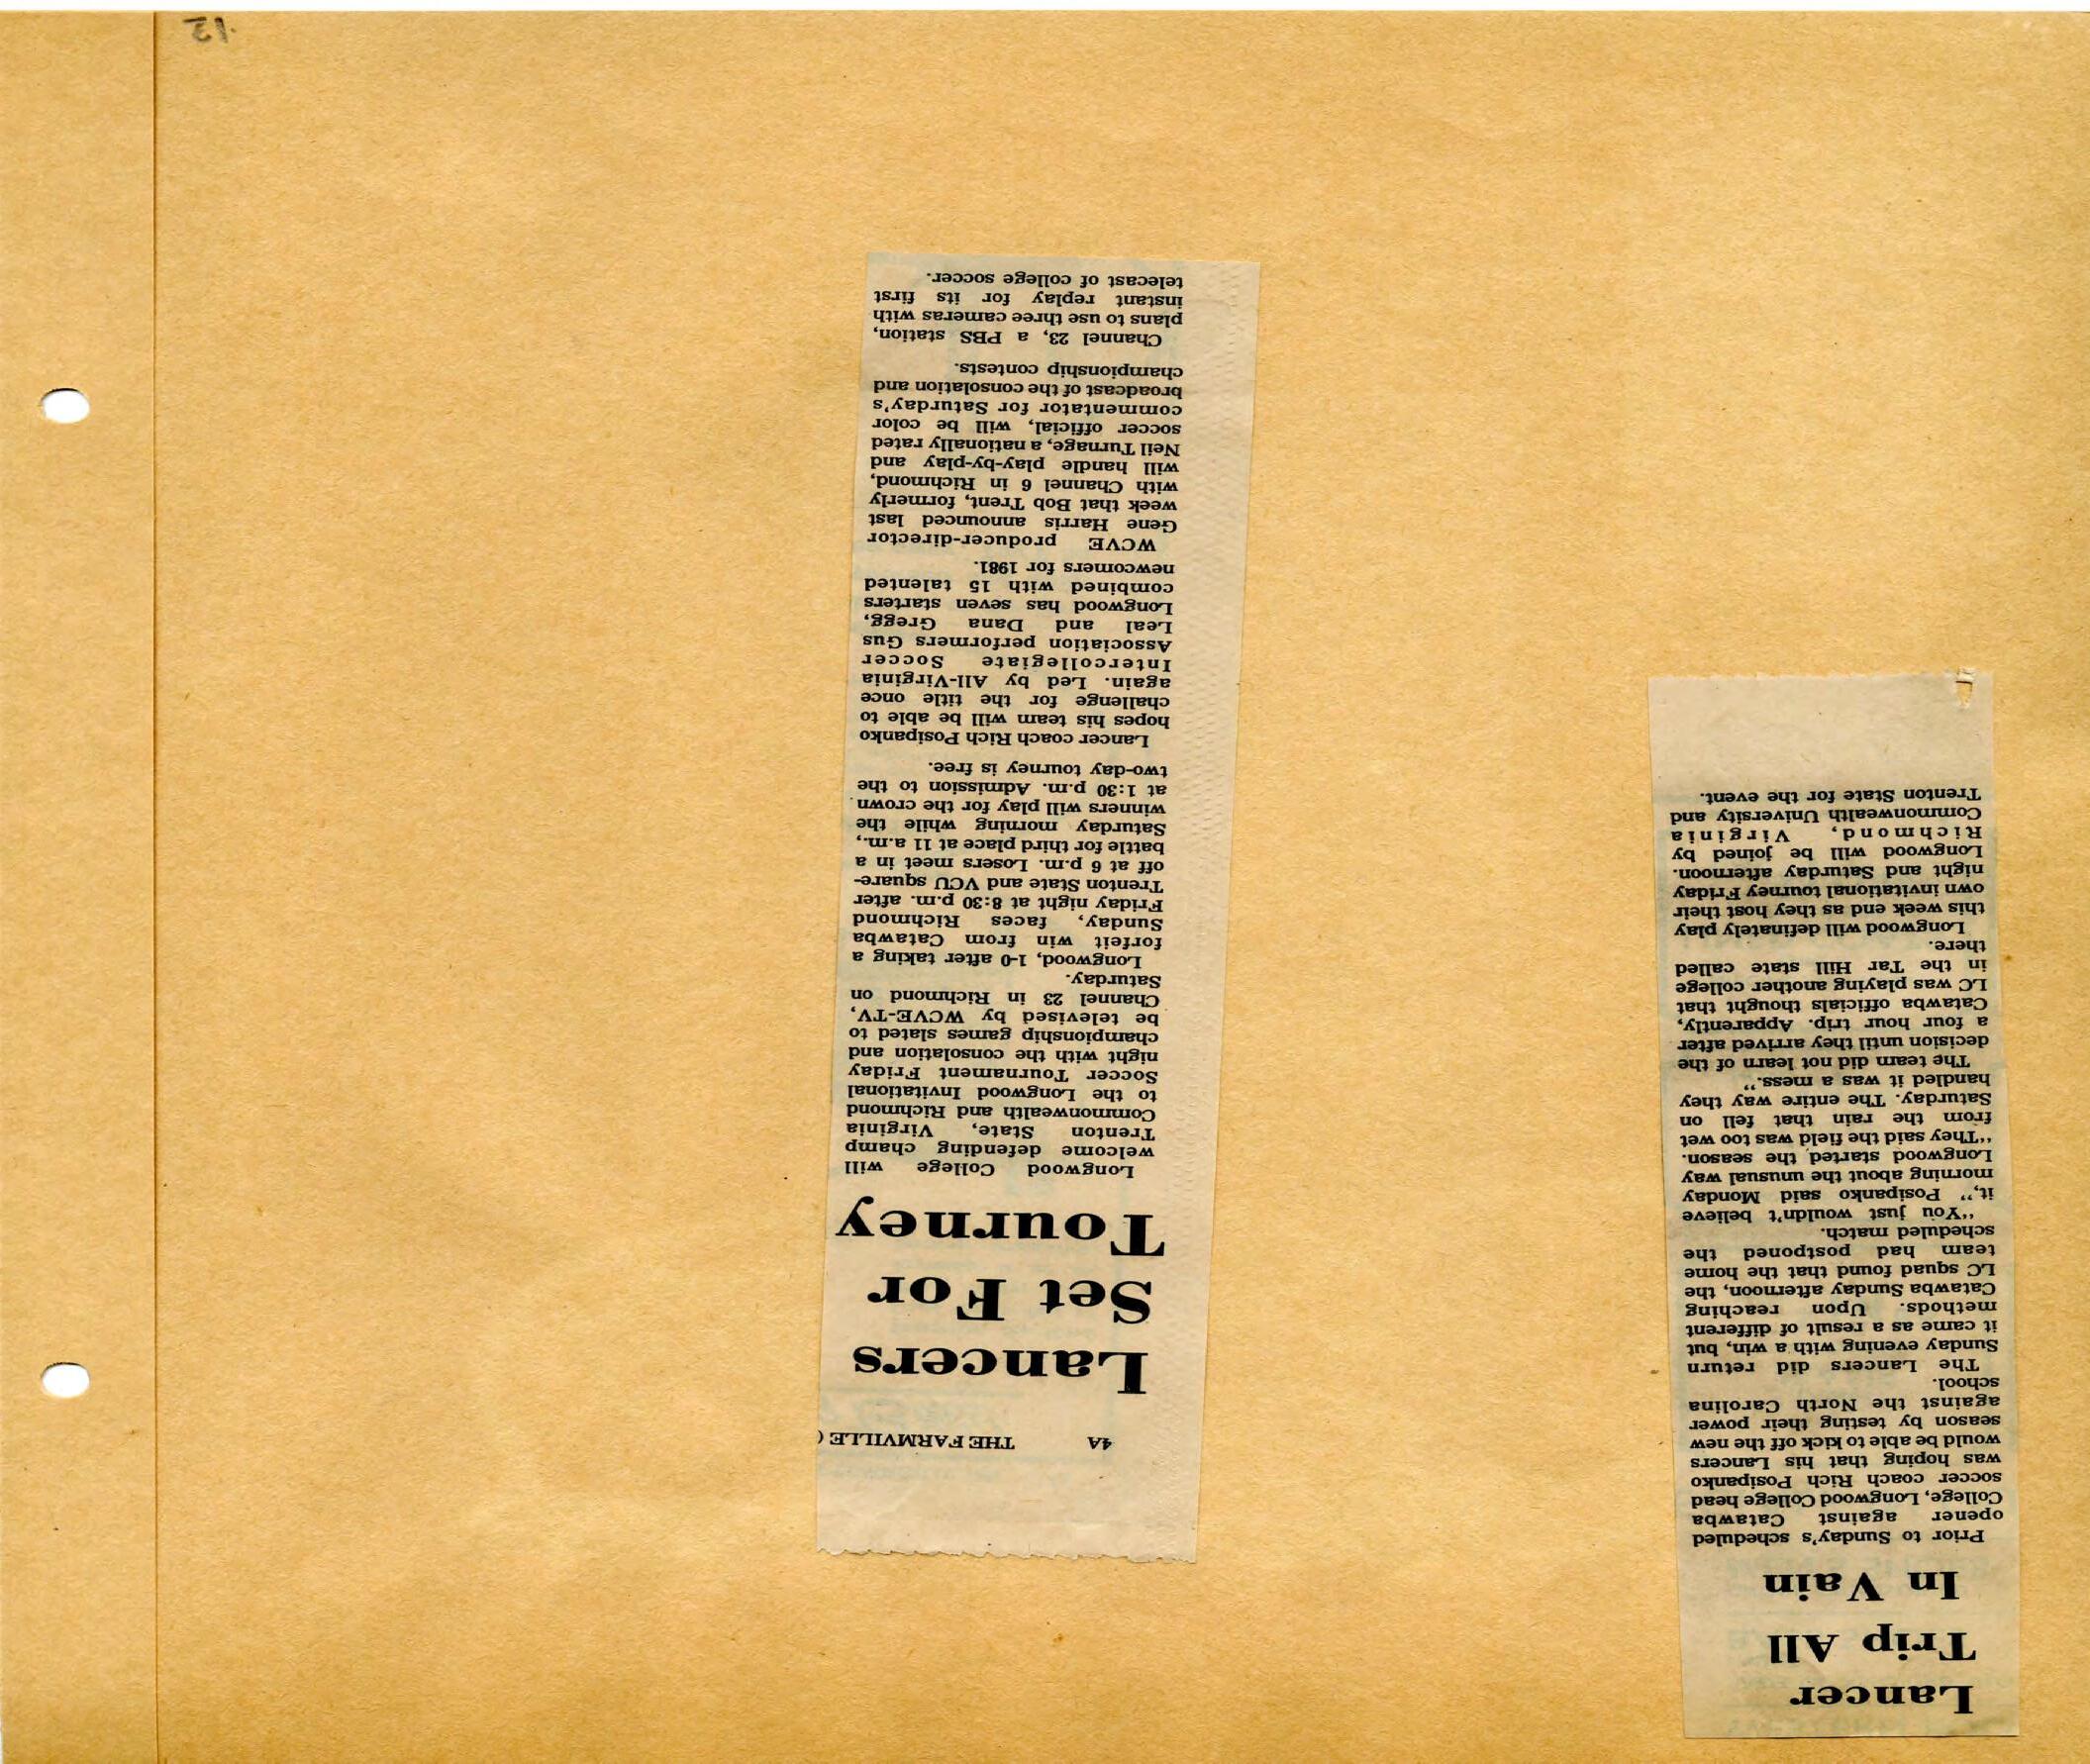 Lancer
Trip All
In Vain
Prior to Sunday's scheduled
opener against Catawba
College, Longwood College head
soccer coach Rich Posipanko
was hoping that his Lancers
would be able to kick off the new
season by testing their power
against the North Carolina
school.
The Lancers did return
Sunday evening with a win, but
it came as a result of different
methods. Upon reaching
Catawba Sunday afternoon, the
LC squad found that the home
team had postponed the
scheduled match.
"You just wouldn't believe
it," Posipanko said Monday
morning about the unusual way
Longwood started the season.
"They said the field was too wet
from the rain that fell on
Saturday. The entire way they
handled it was a mess."
The team did not learn of the
decision until they arrived after
a four hour trip. Apparently,
Catawba officials thought that
LC was playing another college
in the Tar Hill state called
there.
Longwood will definately play
this week end as they host their
own invitational tourney Friday
night and Saturday afternoon.
Longwood will be joined by
Richmond, Virginia
Commonwealth University and
Trenton State for the event.
4A THE FARMVILLE (
Lancers
Set For
Tourney
Longwood College will
welcome defending champ
Trenton State, Virginia
Commonwealth and Richmond
to the Longwood Invitational
Soccer Tournament Friday
night with the consolation and
championship games slated to
be televised by WCVE-TV,
Channel 23 in Richmond on
Saturday.
Longwood, 1-0 after taking a
forfeit win from Catawba
Sunday, faces Richmond
Friday night at 8:30 p.m. after
Trenton State and VCU square-
off at 6 p.m. Losers meet in a
battle for third place at 11 a.m.,
Saturday morning while the
winners will play for the crown
at 1:30 p.m. Admission to the
two-day tourney is free.
Lancer coach Rich Posipanko
hopes his team will be able to
challenge for the title once
again. Led by All-Virginia
Intercollegiate Soccer
Association performers Gus
Leal and Dana Gregg,
Longwood has seven starters
combined with 15 talented
newcomers for 1981.
WCVE producer-director
Gene Harris announced last
week that Bob Trent, formerly
with Channel 6 in Richmond,
will handle play-by-play and
Neil Turnage, a nationally rated
soccer official, will be color
commentator for Saturday's
broadcast of the consolation and
championship contests.
Channel 23, a PBS station,
plans to use three cameras with
instant replay for its first
telecast of college soccer.